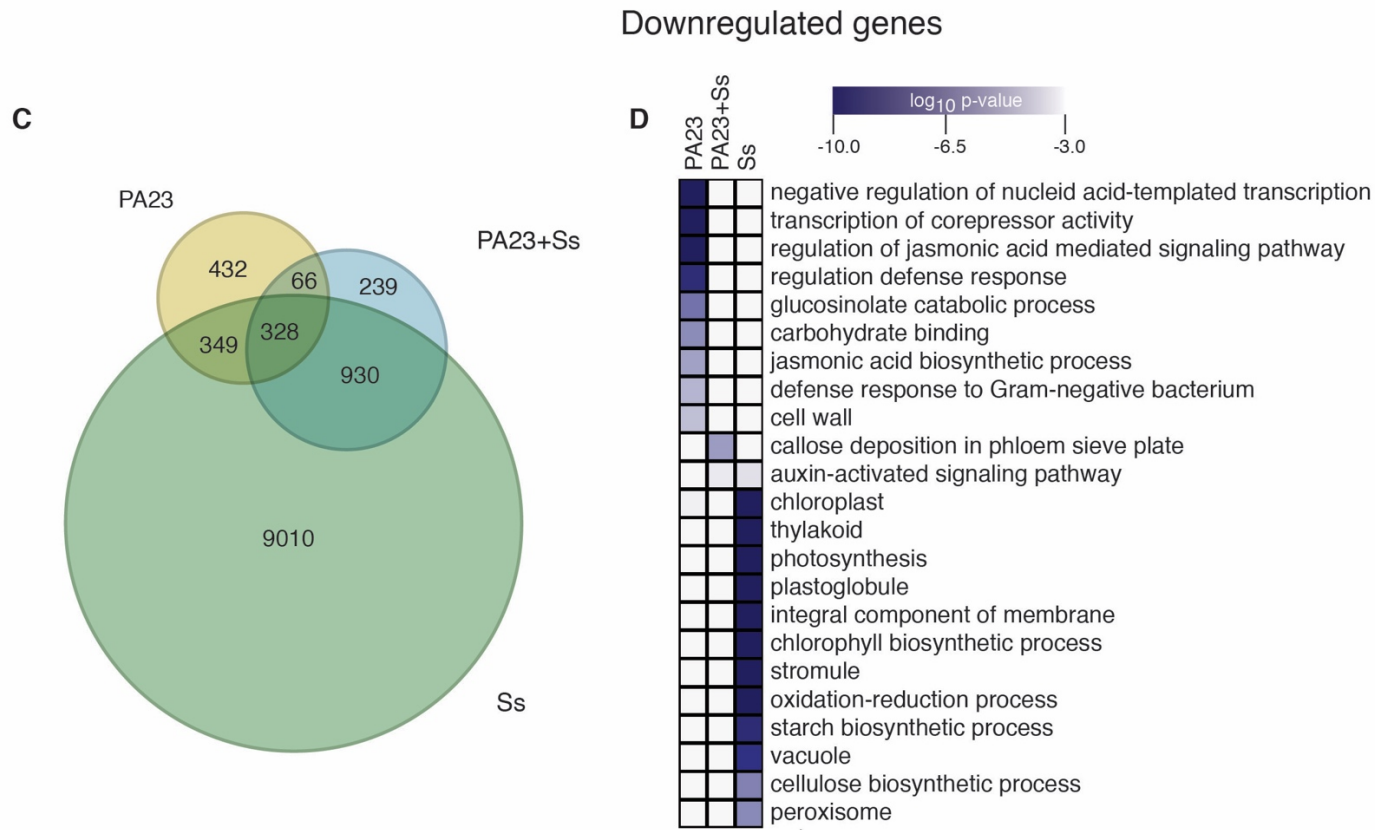 Downregulated genes
C
PA23
PA23+Ss
432
66
239
349
328
930
9010
Ss
D
PA23
PA23+Ss
Ss
log10 p-value
-10.0
-6.5
-3.0
negative regulation of nucleid acid-templated transcription
transcription of corepressor activity
regulation of jasmonic acid mediated signaling pathway
regulation defense response
glucosinolate catabolic process
carbohydrate binding
jasmonic acid biosynthetic process
defense response to Gram-negative bacterium
cell wall
callose deposition in phloem sieve plate
auxin-activated signaling pathway
chloroplast
thylakoid
photosynthesis
plastoglobule
integral component of membrane
chlorophyll biosynthetic process
stromule
oxidation-reduction process
starch biosynthetic process
vacuole
cellulose biosynthetic process
peroxisome